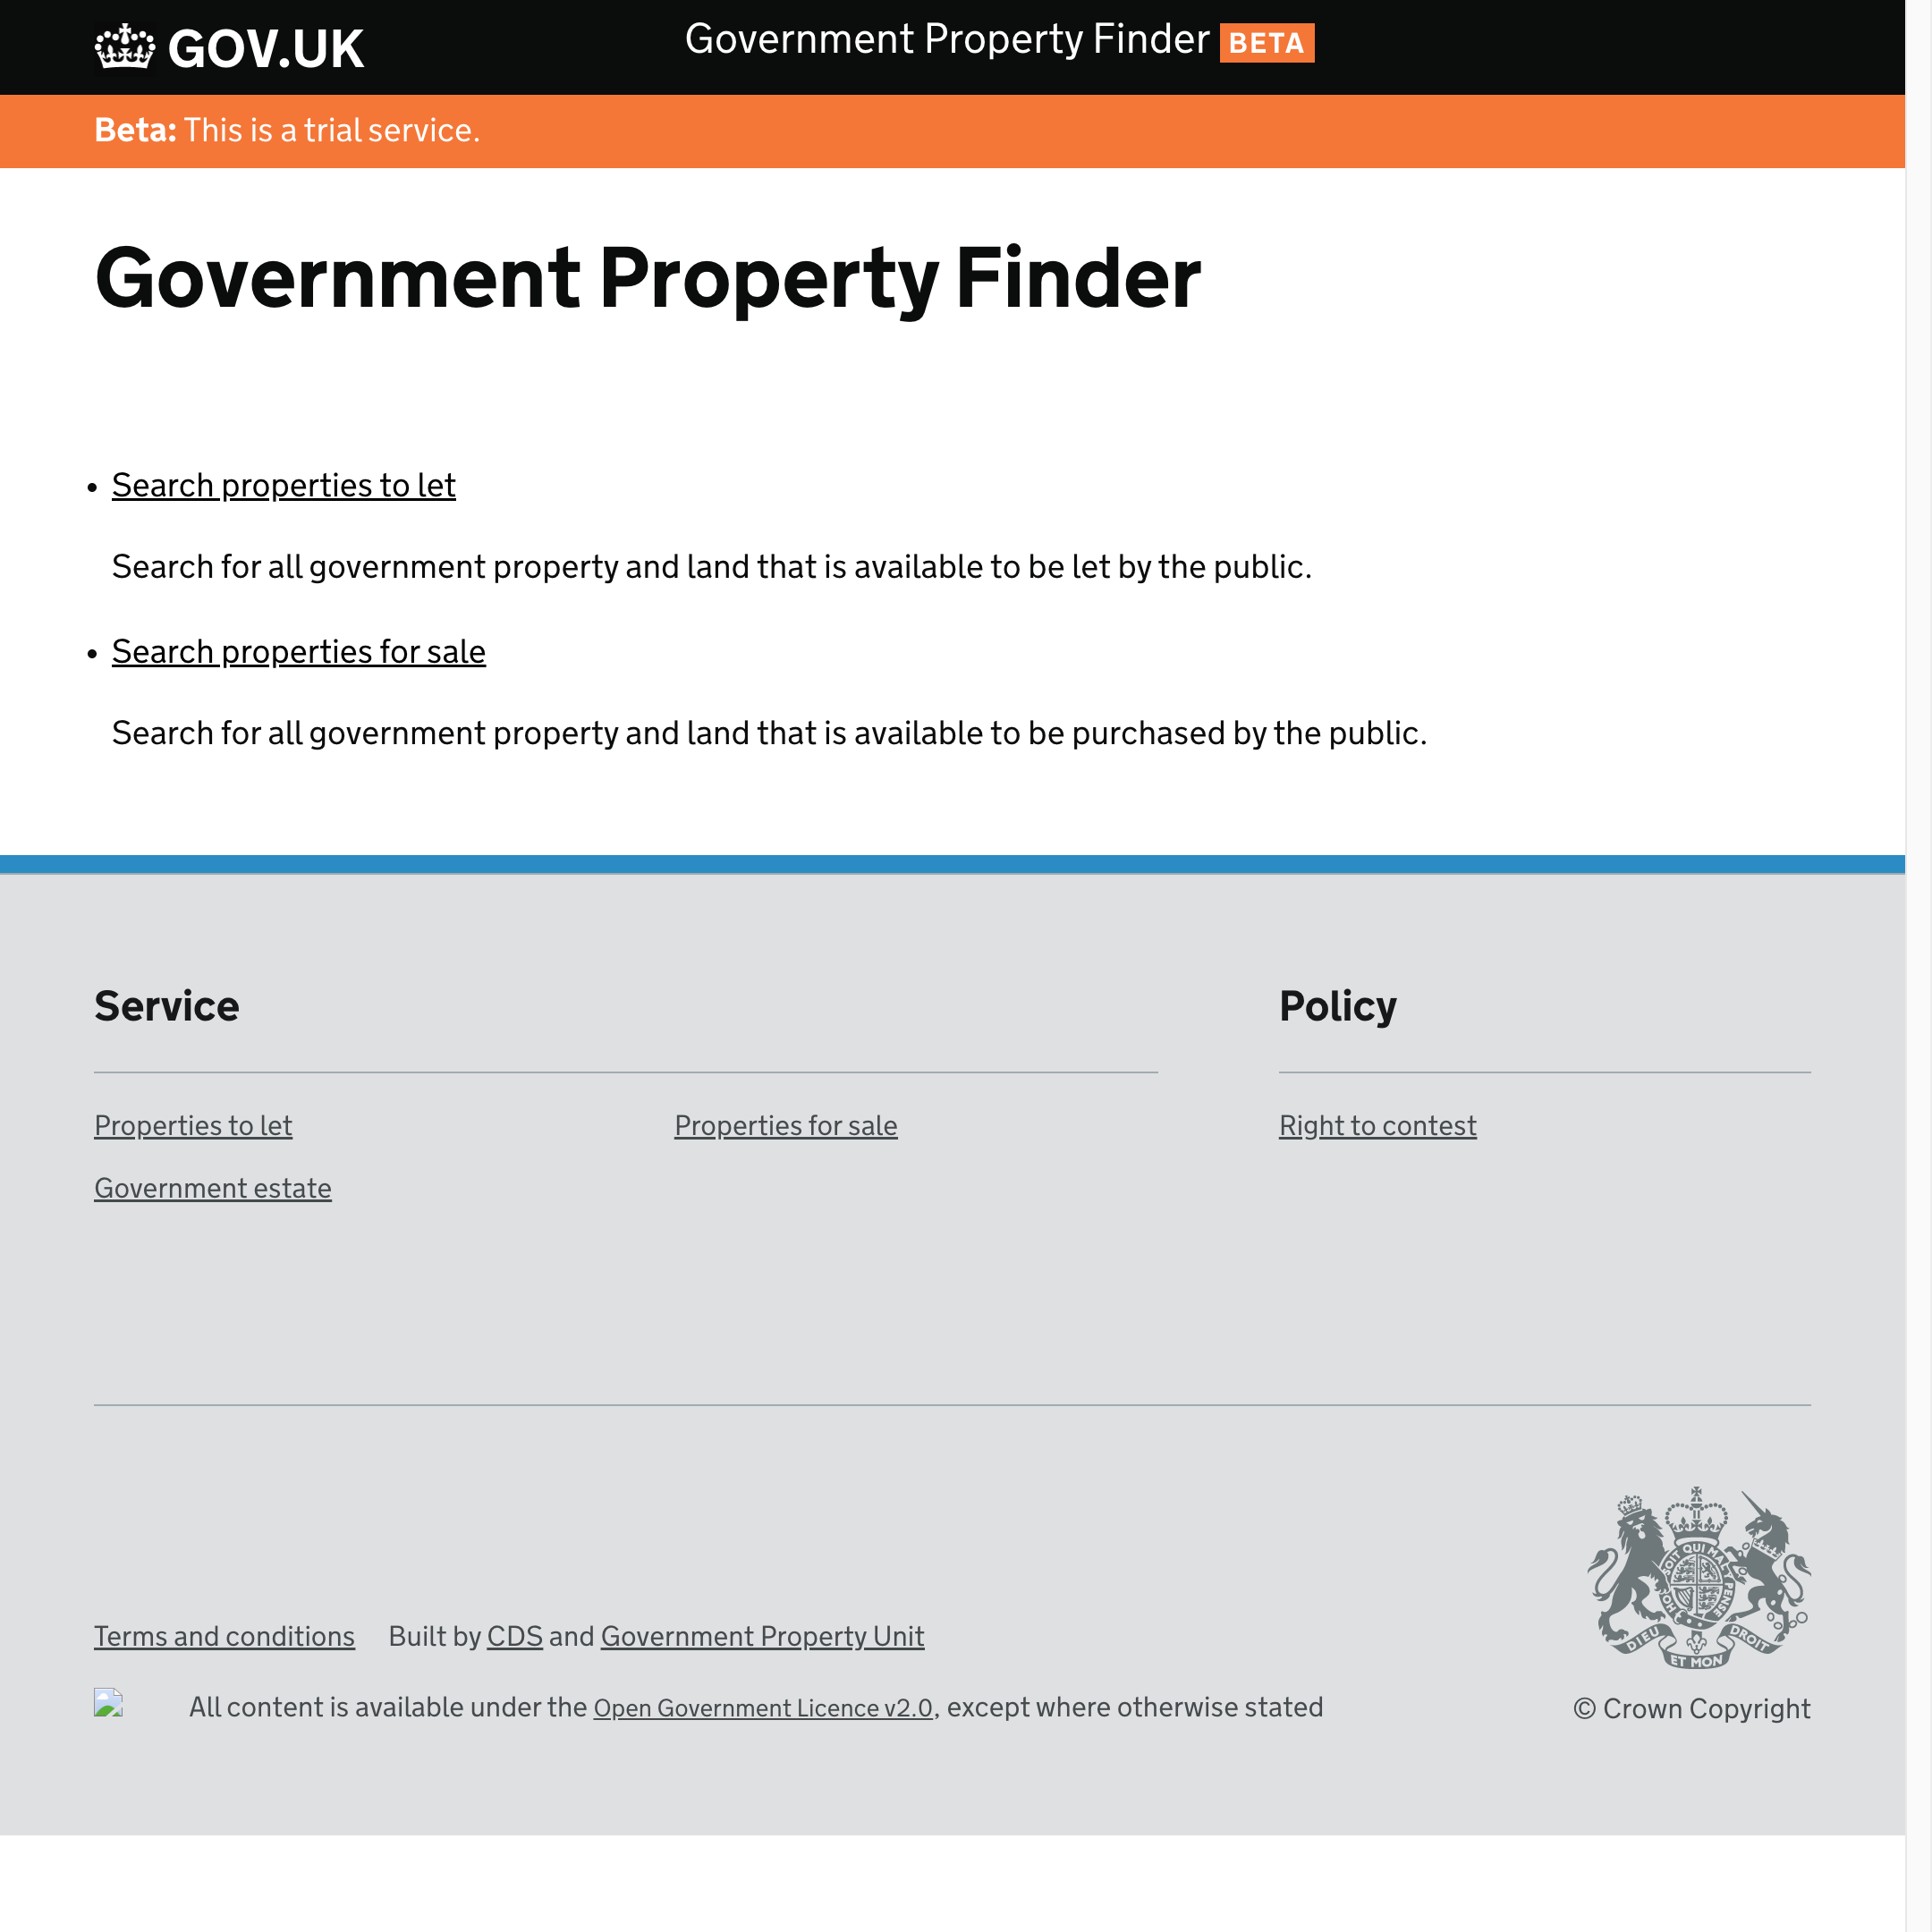 GOV.UK
Government Property Finder BETA
Beta: This is a trial service.
Government Property Finder
• Search properties to let
Search for all government property and land that is available to be let by the public.
• Search properties for sale
Search for all government property and land that is available to be purchased by the public.
Service
Policy
Properties to let
Properties for sale
Right to contest
Government estate
Terms and conditions Built by CDS and Government Property Unit
DIEU ET MON DROIT
All content is available under the Open Government Licence v2.0, except where otherwise stated
© Crown Copyright